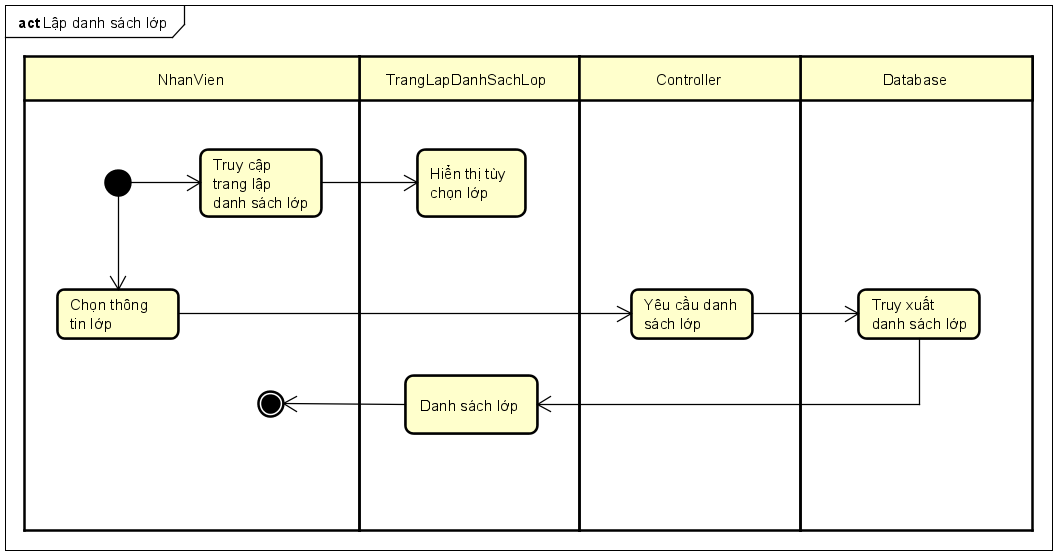 act Lập danh sách lớp
NhanVien
TrangLapDanhSachLop
Controller
Database
Truy cập
trang lập
danh sách lớp
Hiển thị tùy
chọn lớp
Chọn thông
tin lớp
Yêu cầu danh
sách lớp
Truy xuất
danh sách lớp
Danh sách lớp